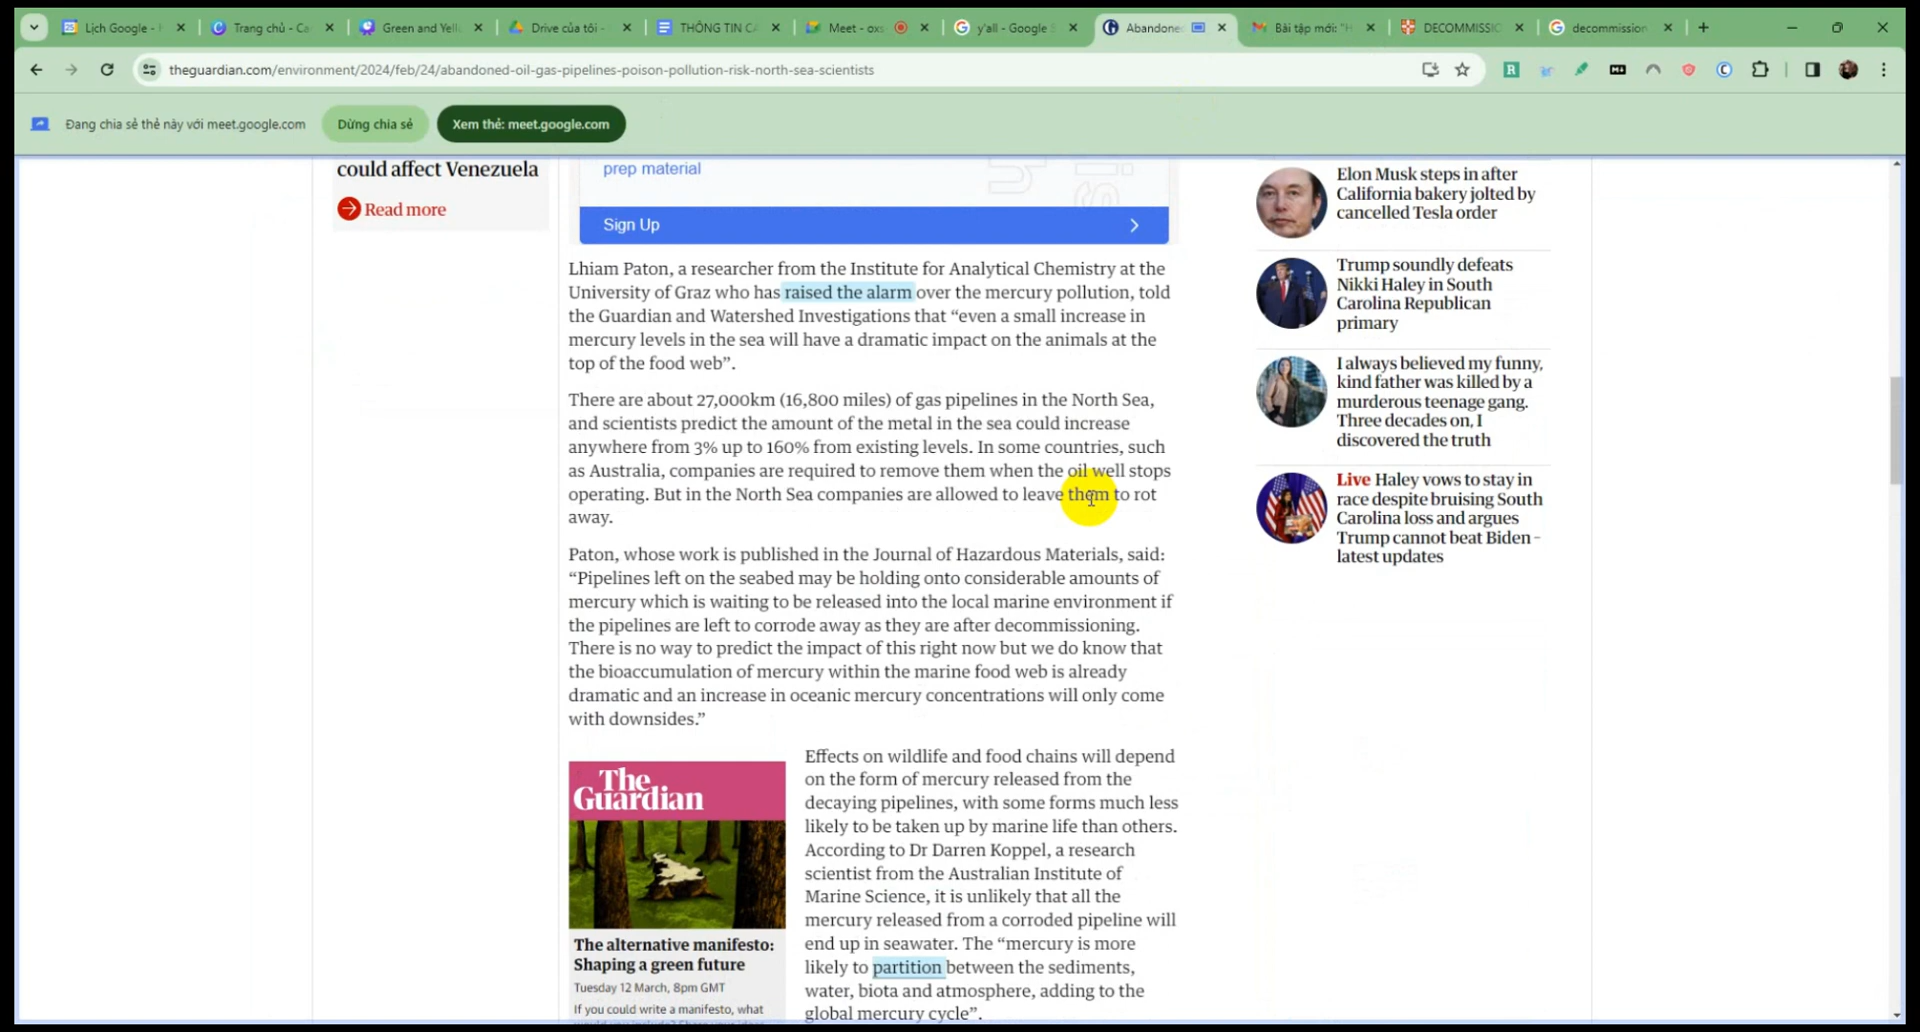 Lịch Google -
Trang chủ - Ca
Green and Yell
Drive của tôi -
THÔNG TIN C
Meet - oxs
y'all - Google S
Abandone
Bài tập mới: "H
DECOMMISSI
decommission
theguardian.com/environment/2024/feb/24/abandoned-oil-gas-pipelines-poison-pollution-risk-north-sea-scientists
Đang chia sẻ thẻ này với meet.google.com
Dừng chia sẻ
Xem thẻ: meet.google.com
could affect Venezuela
Read more
prep material
Sign Up
Lhiam Paton, a researcher from the Institute for Analytical Chemistry at the
University of Graz who has raised the alarm over the mercury pollution, told
the Guardian and Watershed Investigations that “even a small increase in
mercury levels in the sea will have a dramatic impact on the animals at the
top of the food web”.
There are about 27,000km (16,800 miles) of gas pipelines in the North Sea,
and scientists predict the amount of the metal in the sea could increase
anywhere from 3% up to 160% from existing levels. In some countries, such
as Australia, companies are required to remove them when the oil well stops
operating. But in the North Sea companies are allowed to leave them to rot
away.
Paton, whose work is published in the Journal of Hazardous Materials, said:
“Pipelines left on the seabed may be holding onto considerable amounts of
mercury which is waiting to be released into the local marine environment if
the pipelines are left to corrode away as they are after decommissioning.
There is no way to predict the impact of this right now but we do know that
the bioaccumulation of mercury within the marine food web is already
dramatic and an increase in oceanic mercury concentrations will only come
with downsides.”
The
Guardian
The alternative manifesto:
Shaping a green future
Tuesday 12 March, 8pm GMT
If you could write a manifesto, what
Effects on wildlife and food chains will depend
on the form of mercury released from the
decaying pipelines, with some forms much less
likely to be taken up by marine life than others.
According to Dr Darren Koppel, a research
scientist from the Australian Institute of
Marine Science, it is unlikely that all the
mercury released from a corroded pipeline will
end up in seawater. The “mercury is more
likely to partition between the sediments,
water, biota and atmosphere, adding to the
global mercury cycle”.
Elon Musk steps in after
California bakery jolted by
cancelled Tesla order
Trump soundly defeats
Nikki Haley in South
Carolina Republican
primary
I always believed my funny,
kind father was killed by a
murderous teenage gang.
Three decades on, I
discovered the truth
Live Haley vows to stay in
race despite bruising South
Carolina loss and argues
Trump cannot beat Biden –
latest updates